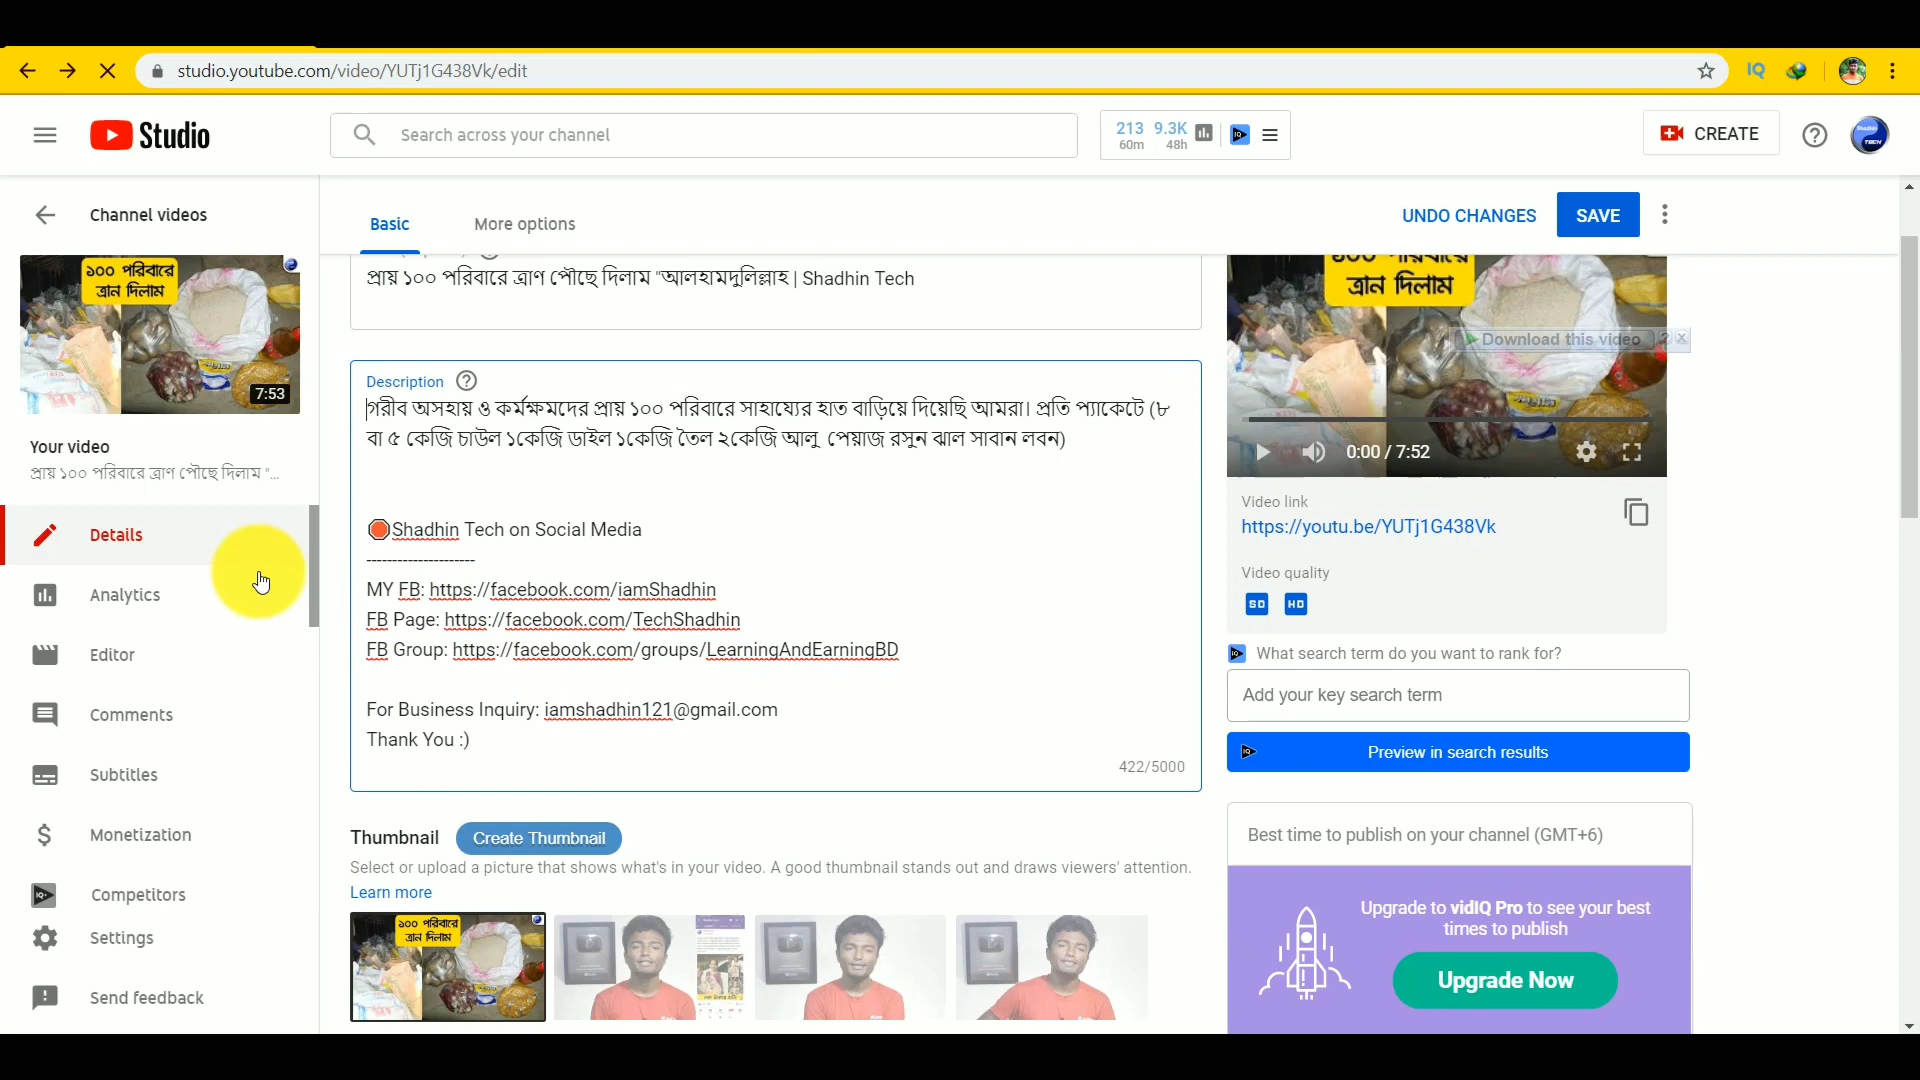 studio.youtube.com/video/YUTj1G438Vk/edit
IQ
Studio
Search across your channel
213 9.3K
60m 48h
CREATE
Channel videos
Basic
More options
UNDO CHANGES
SAVE
১০০ পরিবারে
ত্রান দিলাম
7:53
Your video
প্রায় ১০০ পরিবারে ত্রাণ পৌছে দিলাম "...
Details
Analytics
Editor
Comments
Subtitles
Monetization
Competitors
Settings
Send feedback
প্রায় ১০০ পরিবারে ত্রাণ পৌছে দিলাম "আলহামদুলিল্লাহ | Shadhin Tech
Description
গরীব অসহায় ও কর্মক্ষমদের প্রায় ১০০ পরিবারে সাহায্যের হাত বাড়িয়ে দিয়েছি আমরা। প্রতি প্যাকেটে (৮
বা ৫ কেজি চাউল ১কেজি ডাইল ১কেজি তৈল ২কেজি আলু পেয়াজ রসুন ঝাল সাবান লবন)
Shadhin Tech on Social Media
---------------------
MY FB: https://facebook.com/iamShadhin
FB Page: https://facebook.com/TechShadhin
FB Group: https://facebook.com/groups/LearningAndEarningBD
For Business Inquiry: iamshadhin121@gmail.com
Thank You :)
422/5000
Thumbnail
Create Thumbnail
Select or upload a picture that shows what's in your video. A good thumbnail stands out and draws viewers' attention.
Learn more
১০০ পরিবারে
ত্রান দিলাম
১০০ পরিবারে
ত্রান দিলাম
Download this video
0:00 / 7:52
Video link
https://youtu.be/YUTj1G438Vk
Video quality
SD HD
What search term do you want to rank for?
Add your key search term
Preview in search results
Best time to publish on your channel (GMT+6)
Upgrade to vidIQ Pro to see your best
times to publish
Upgrade Now